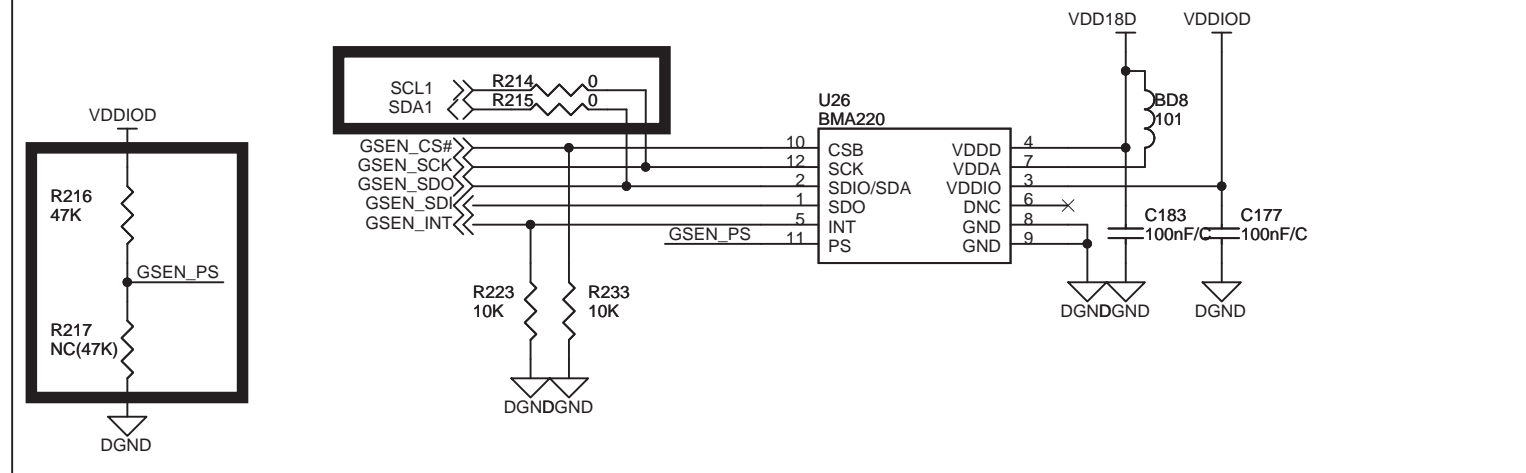 VDDIOD
R216
47K
GSEN_PS
R217
NC(47K)
DGND
SCL1
R214
0
SDA1
R215
0
GSEN_CS#
GSEN_SCK
GSEN_SDO
GSEN_SDI
GSEN_INT
GSEN_PS
R223
10K
R233
10K
DGND
DGND
U26
BMA220
10
CSB
12
SCK
2
SDIO/SDA
1
SDO
5
INT
11
PS
VDDD
4
VDDA
7
VDDIO
3
DNC
6
GND
8
GND
9
VDD18D
VDDIOD
BD8
101
C183
100nF/C
C177
100nF/C
DGND
DGND
DGND